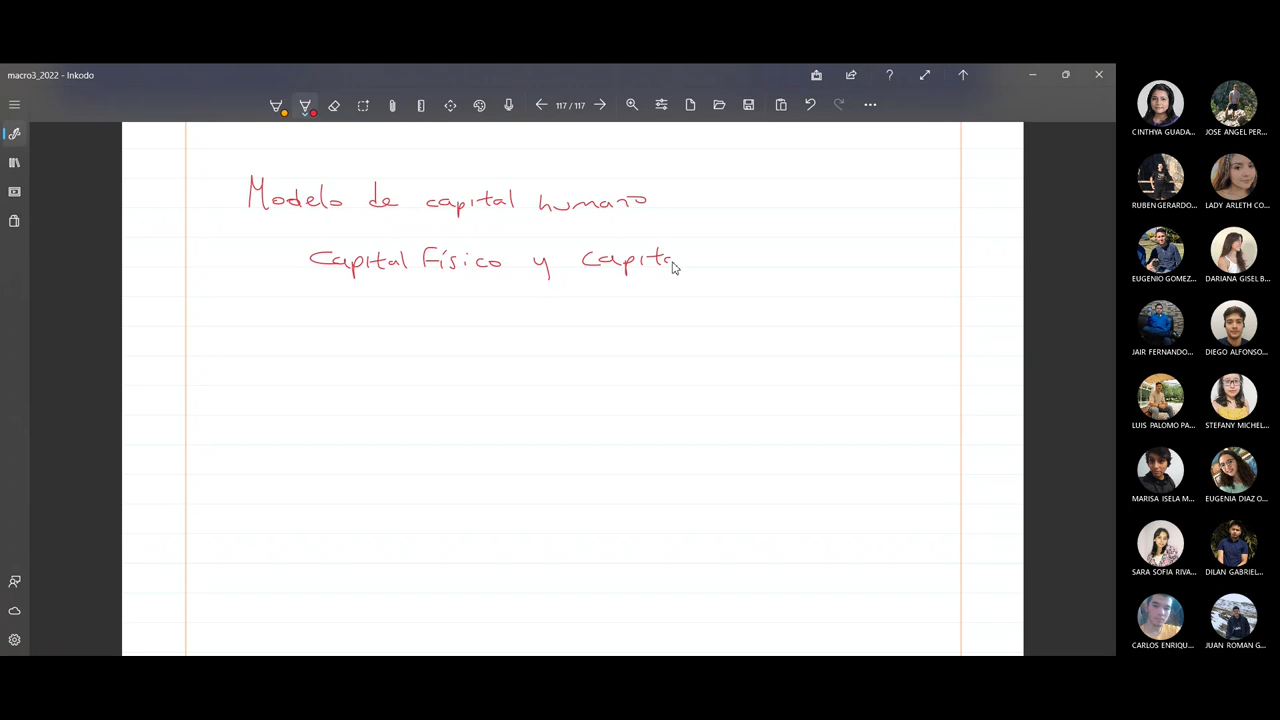 macro3_2022 - Inkodo
117 / 117
Modelo de capital humano
Capital Físico y Capita
CINTHYA GUADA...
JOSE ANGEL PER...
RUBEN GERARDO...
LADY ARLETH CO...
EUGENIO GOMEZ...
DARIANA GISEL B...
JAIR FERNANDO...
DIEGO ALFONSO...
LUIS PALOMO PA...
STEFANY MICHEL...
MARISA ISELA M...
EUGENIA DIAZ O...
SARA SOFIA RIVA...
DILAN GABRIEL...
CARLOS ENRIQU...
JUAN ROMAN G...